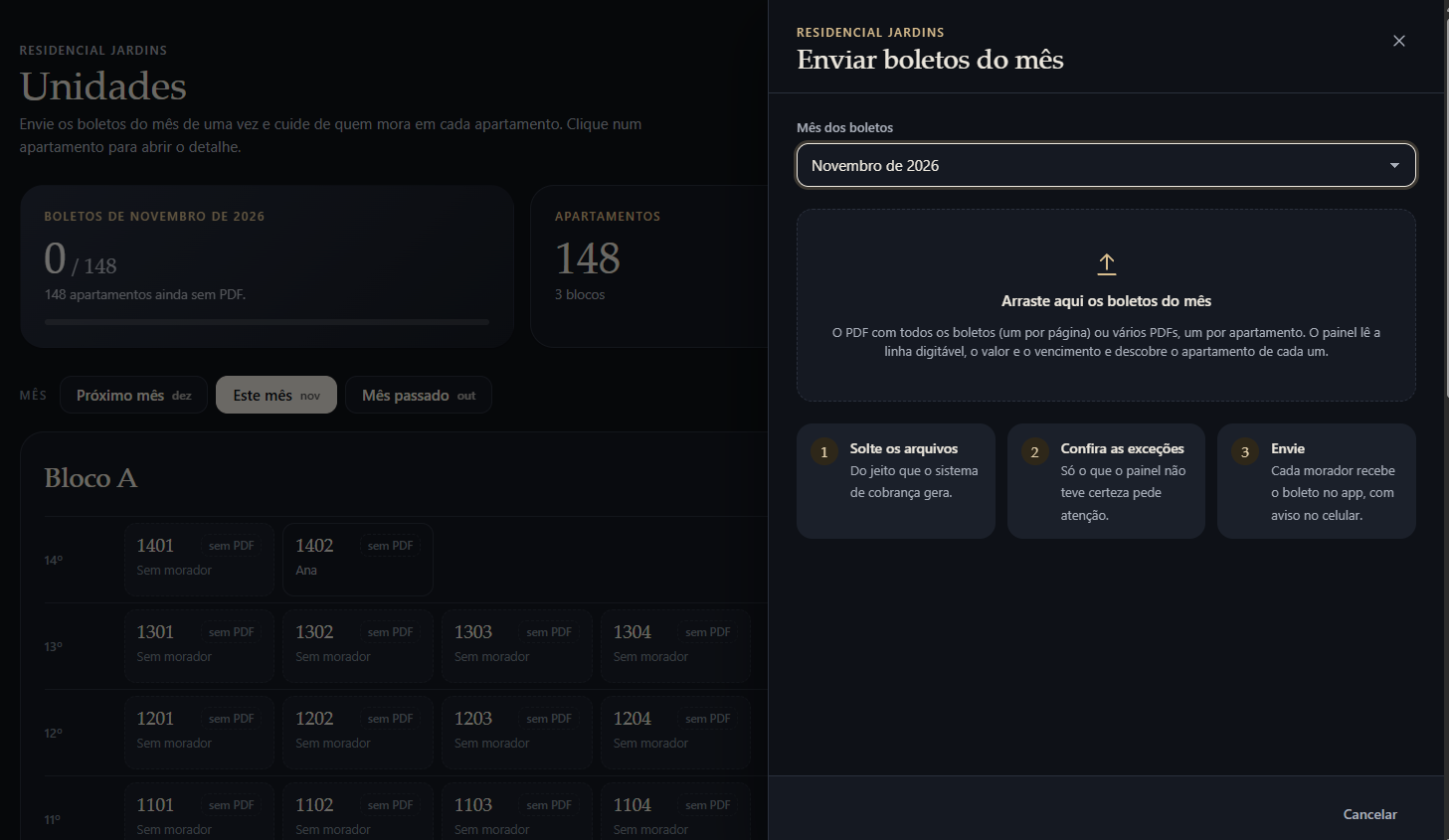 RESIDENCIAL JARDINS
Unidades
Envie os boletos do mês de uma vez e cuide de quem mora em cada apartamento. Clique num
apartamento para abrir o detalhe.
BOLETOS DE NOVEMBRO DE 2026
0 / 148
148 apartamentos ainda sem PDF.
APARTAMENTOS
148
3 blocos
MÊS
Próximo mês dez
Este mês nov
Mês passado out
Bloco A
14º
1401 sem PDF
Sem morador
1402 sem PDF
Ana
13º
1301 sem PDF
Sem morador
1302 sem PDF
Sem morador
1303 sem PDF
Sem morador
1304 sem PDF
Sem morador
12º
1201 sem PDF
Sem morador
1202 sem PDF
Sem morador
1203 sem PDF
Sem morador
1204 sem PDF
Sem morador
11º
1101 sem PDF
Sem morador
1102 sem PDF
Sem morador
1103 sem PDF
Sem morador
1104 sem PDF
Sem morador
RESIDENCIAL JARDINS
Enviar boletos do mês
Mês dos boletos
Novembro de 2026
Arraste aqui os boletos do mês
O PDF com todos os boletos (um por página) ou vários PDFs, um por apartamento. O painel lê a
linha digitável, o valor e o vencimento e descobre o apartamento de cada um.
1
Solte os arquivos
Do jeito que o sistema
de cobrança gera.
2
Confira as exceções
Só o que o painel não
teve certeza pede
atenção.
3
Envie
Cada morador recebe
o boleto no app, com
aviso no celular.
Cancelar